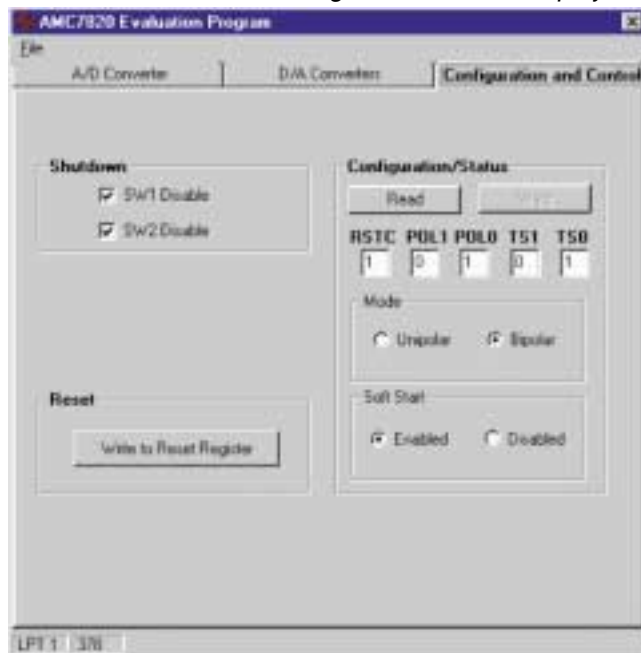 AMC7820 Evaluation Program
File
A/D Converter D/A Converters Configuration and Control
Shutdown
SW1 Disable
SW2 Disable
Configuration/Status
Read
RSTC POL1 POL0 TS1 TS0
1 0 1 0 1
Mode
Unipolar Bipolar
Reset
Write to Reset Register
Soft Start
Enabled Disabled
LPT 1 378